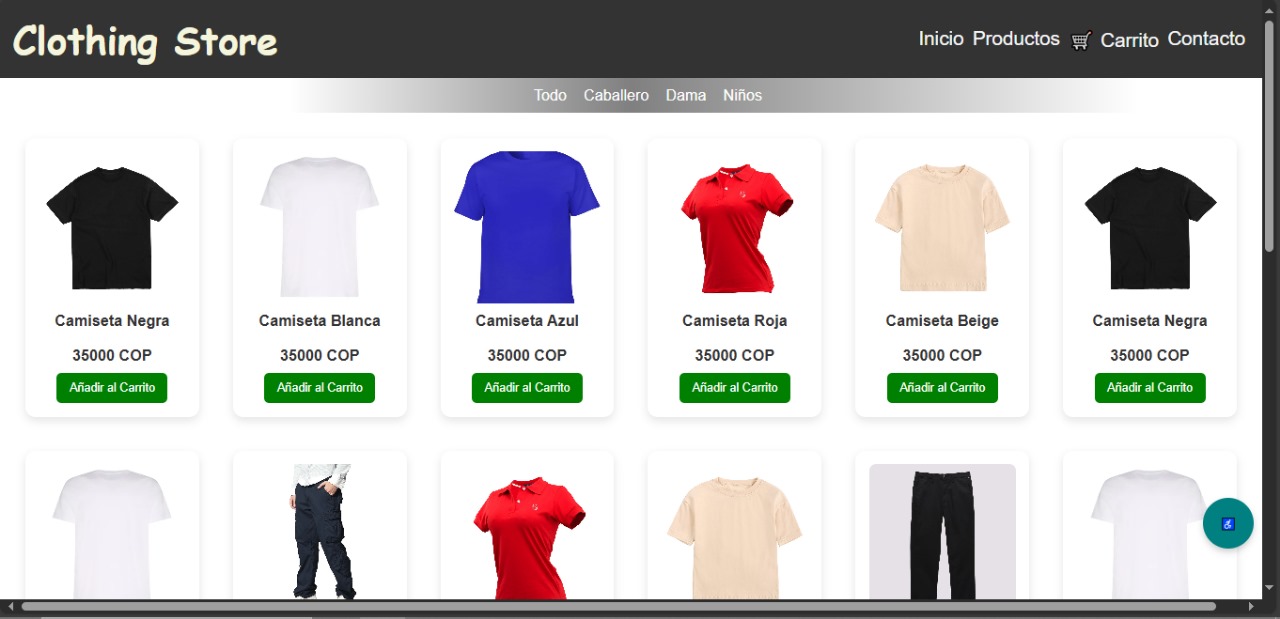 Clothing Store
Inicio Productos 🛒 Carrito Contacto
Todo Caballero Dama Niños
Camiseta Negra Camiseta Blanca Camiseta Azul Camiseta Roja Camiseta Beige Camiseta Negra
35000 COP 35000 COP 35000 COP 35000 COP 35000 COP 35000 COP
Añadir al Carrito Añadir al Carrito Añadir al Carrito Añadir al Carrito Añadir al Carrito Añadir al Carrito